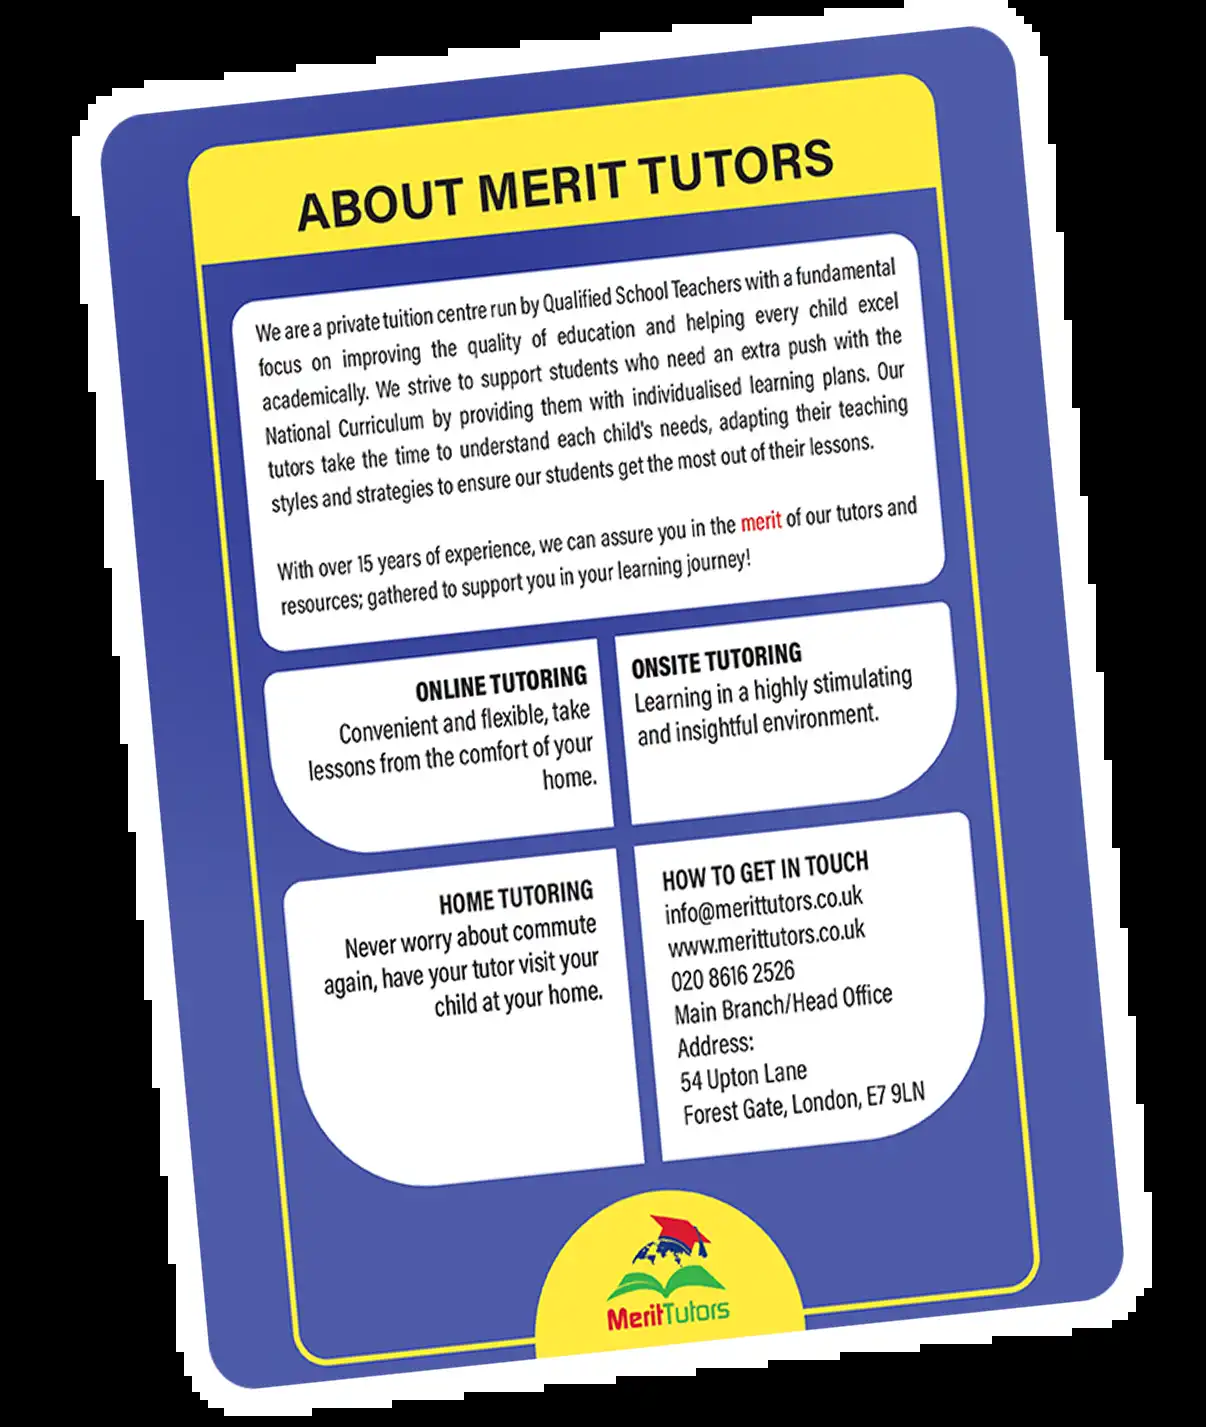 ABOUT MERIT TUTORS
We are a private tuition centre run by Qualified School Teachers with a fundamental
focus on improving the quality of education and helping every child excel
academically. We strive to support students who need an extra push with the
National Curriculum by providing them with individualised learning plans. Our
tutors take the time to understand each child's needs, adapting their teaching
styles and strategies to ensure our students get the most out of their lessons.
With over 15 years of experience, we can assure you in the merit of our tutors and
resources; gathered to support you in your learning journey!
ONLINE TUTORING
Convenient and flexible, take
lessons from the comfort of your
home.
ONSITE TUTORING
Learning in a highly stimulating
and insightful environment.
HOME TUTORING
Never worry about commute
again, have your tutor visit your
child at your home.
HOW TO GET IN TOUCH
info@merittutors.co.uk
www.merittutors.co.uk
020 8616 2526
Main Branch/Head Office
Address:
54 Upton Lane
Forest Gate, London, E7 9LN
MeritTutors